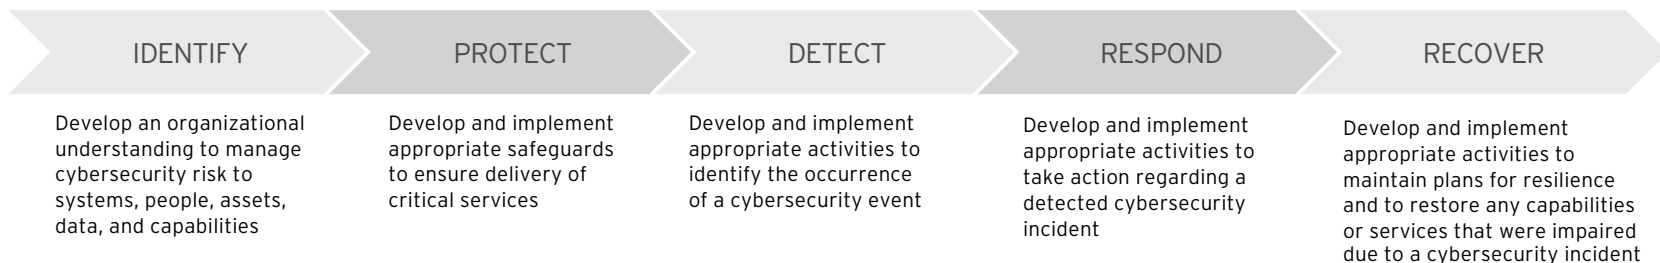 IDENTIFY
PROTECT
DETECT
RESPOND
RECOVER
Develop an organizational
understanding to manage
cybersecurity risk to
systems, people, assets,
data, and capabilities
Develop and implement
appropriate safeguards
to ensure delivery of
critical services
Develop and implement
appropriate activities to
identify the occurrence
of a cybersecurity event
Develop and implement
appropriate activities to
take action regarding a
detected cybersecurity
incident
Develop and implement
appropriate activities to
maintain plans for resilience
and to restore any capabilities
or services that were impaired
due to a cybersecurity incident